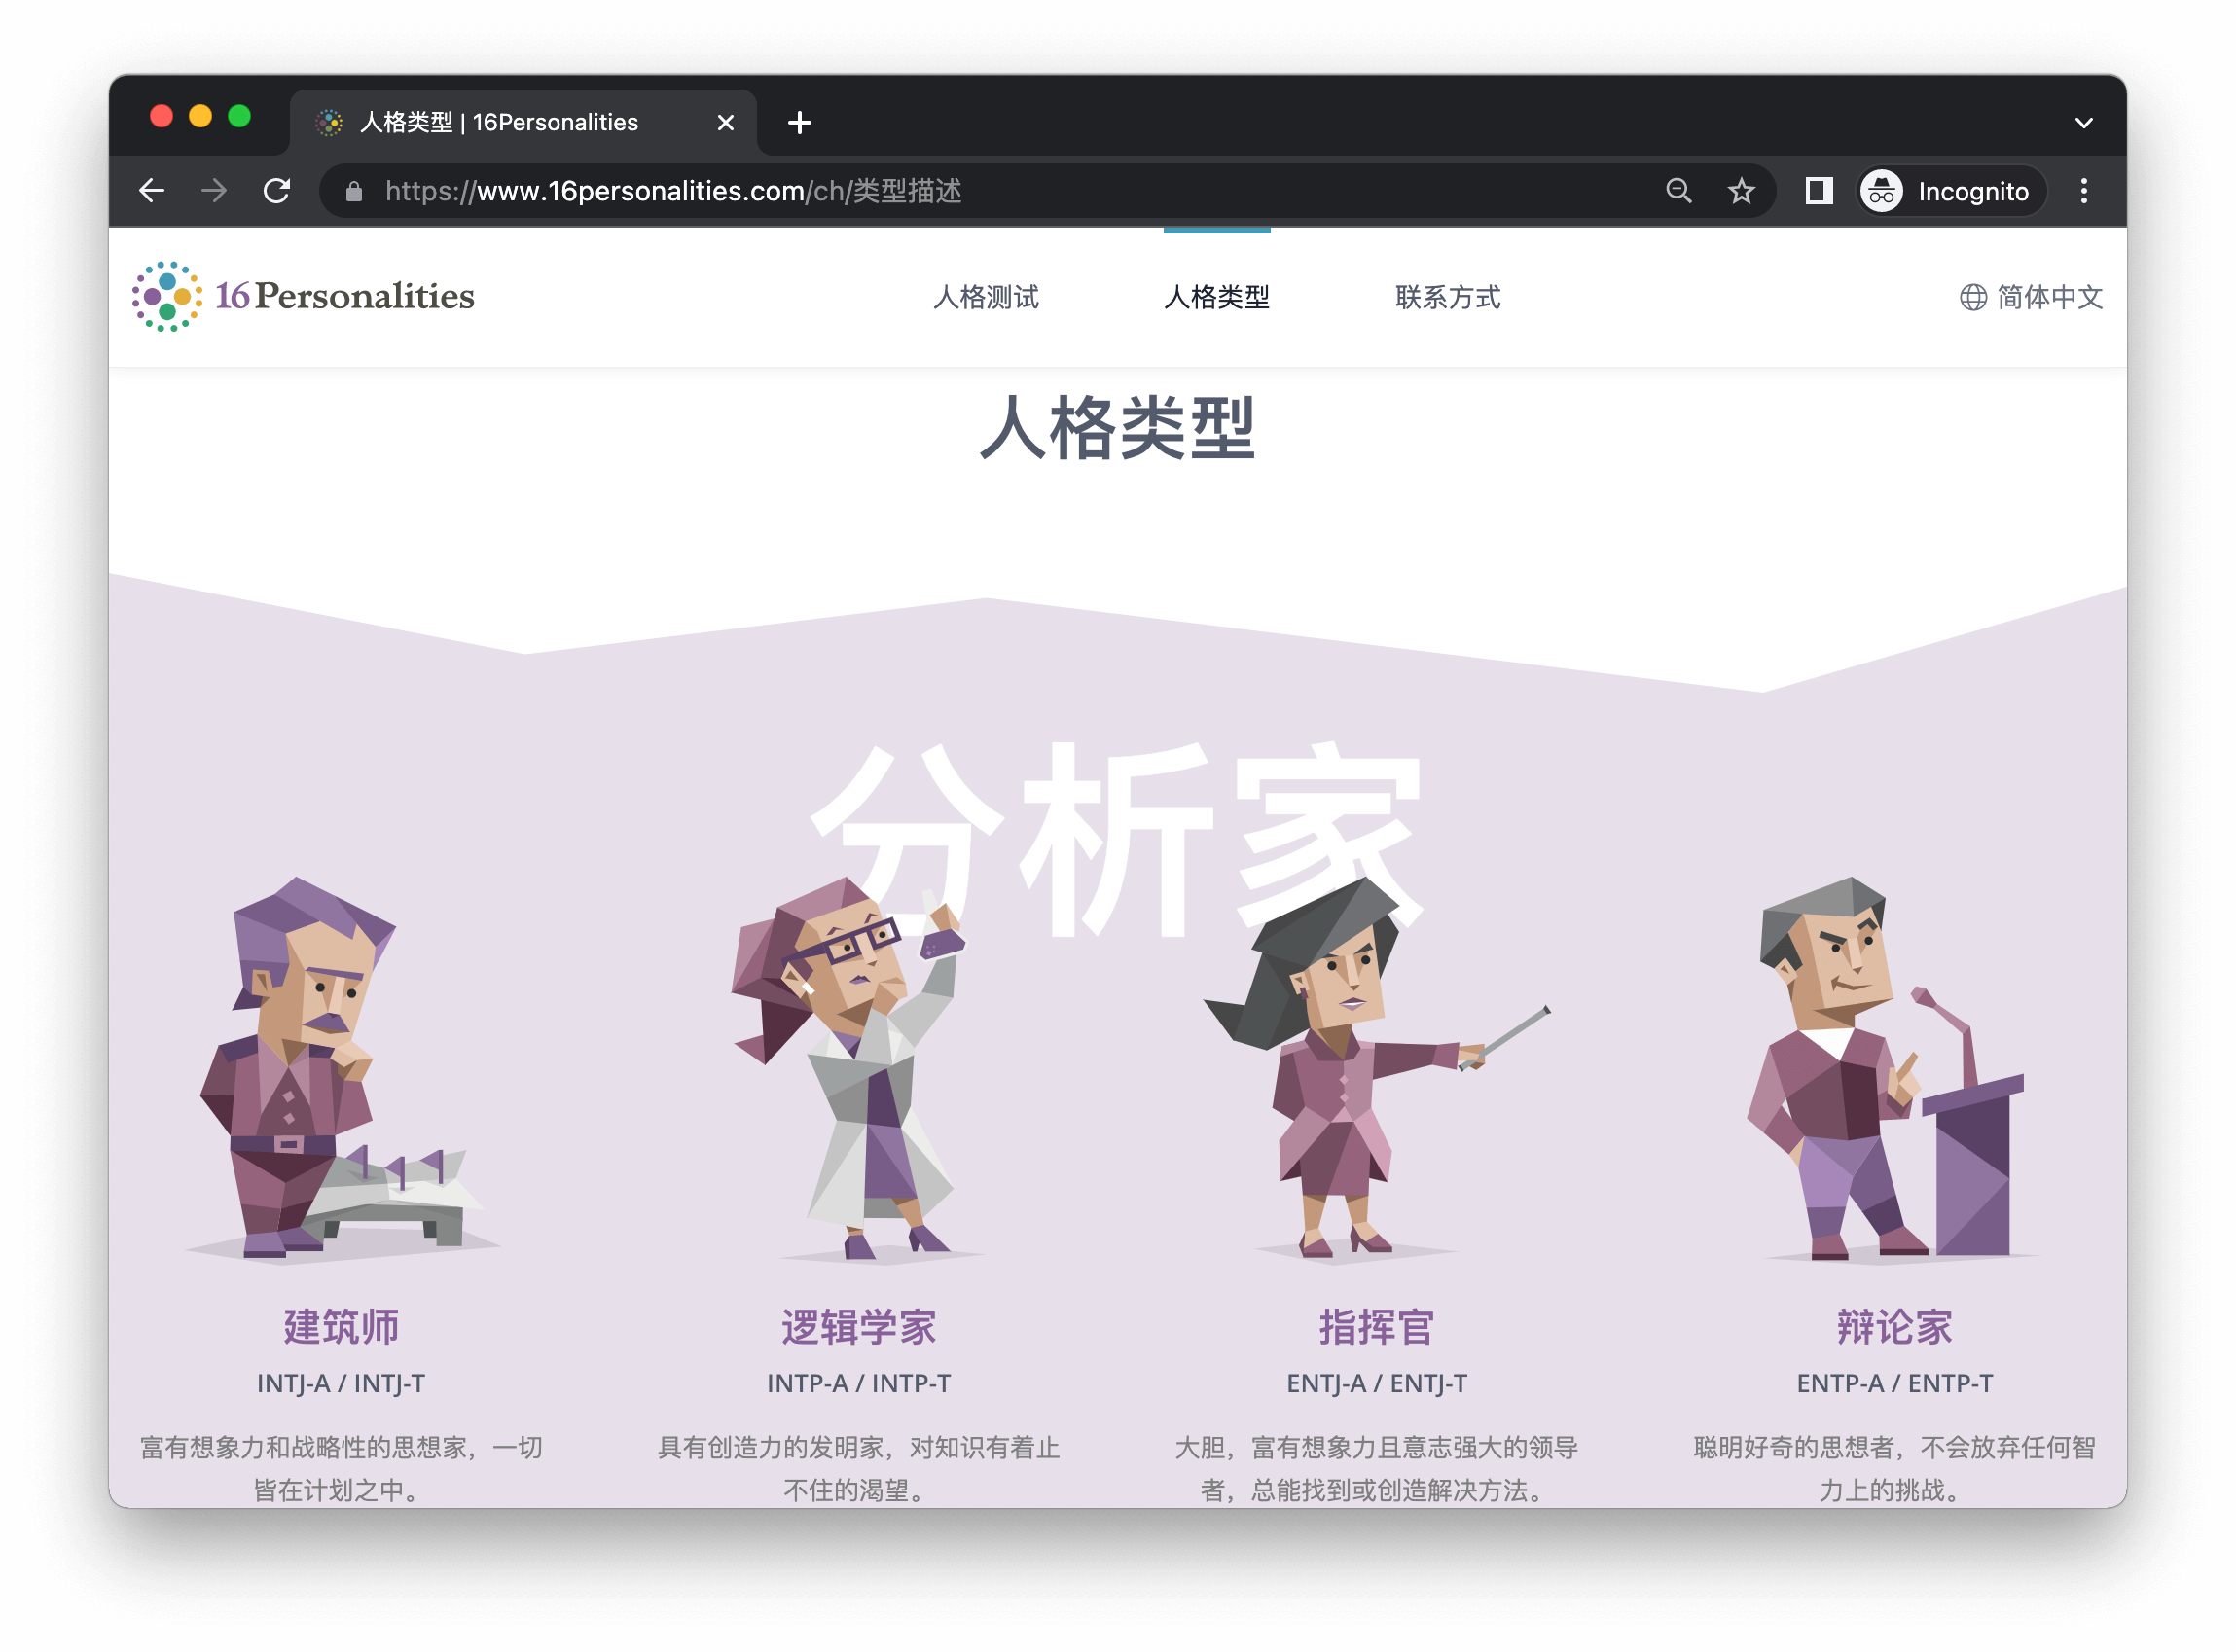 人格类型 | 16Personalities
https://www.16personalities.com/ch/类型描述
Incognito
16Personalities
人格测试
人格类型
联系方式
简体中文
人格类型
分析家
建筑师
INTJ-A / INTJ-T
富有想象力和战略性的思想家，一切
皆在计划之中。
逻辑学家
INTP-A / INTP-T
具有创造力的发明家，对知识有着止
不住的渴望。
指挥官
ENTJ-A / ENTJ-T
大胆，富有想象力且意志强大的领导
者，总能找到或创造解决方法。
辩论家
ENTP-A / ENTP-T
聪明好奇的思想者，不会放弃任何智
力上的挑战。